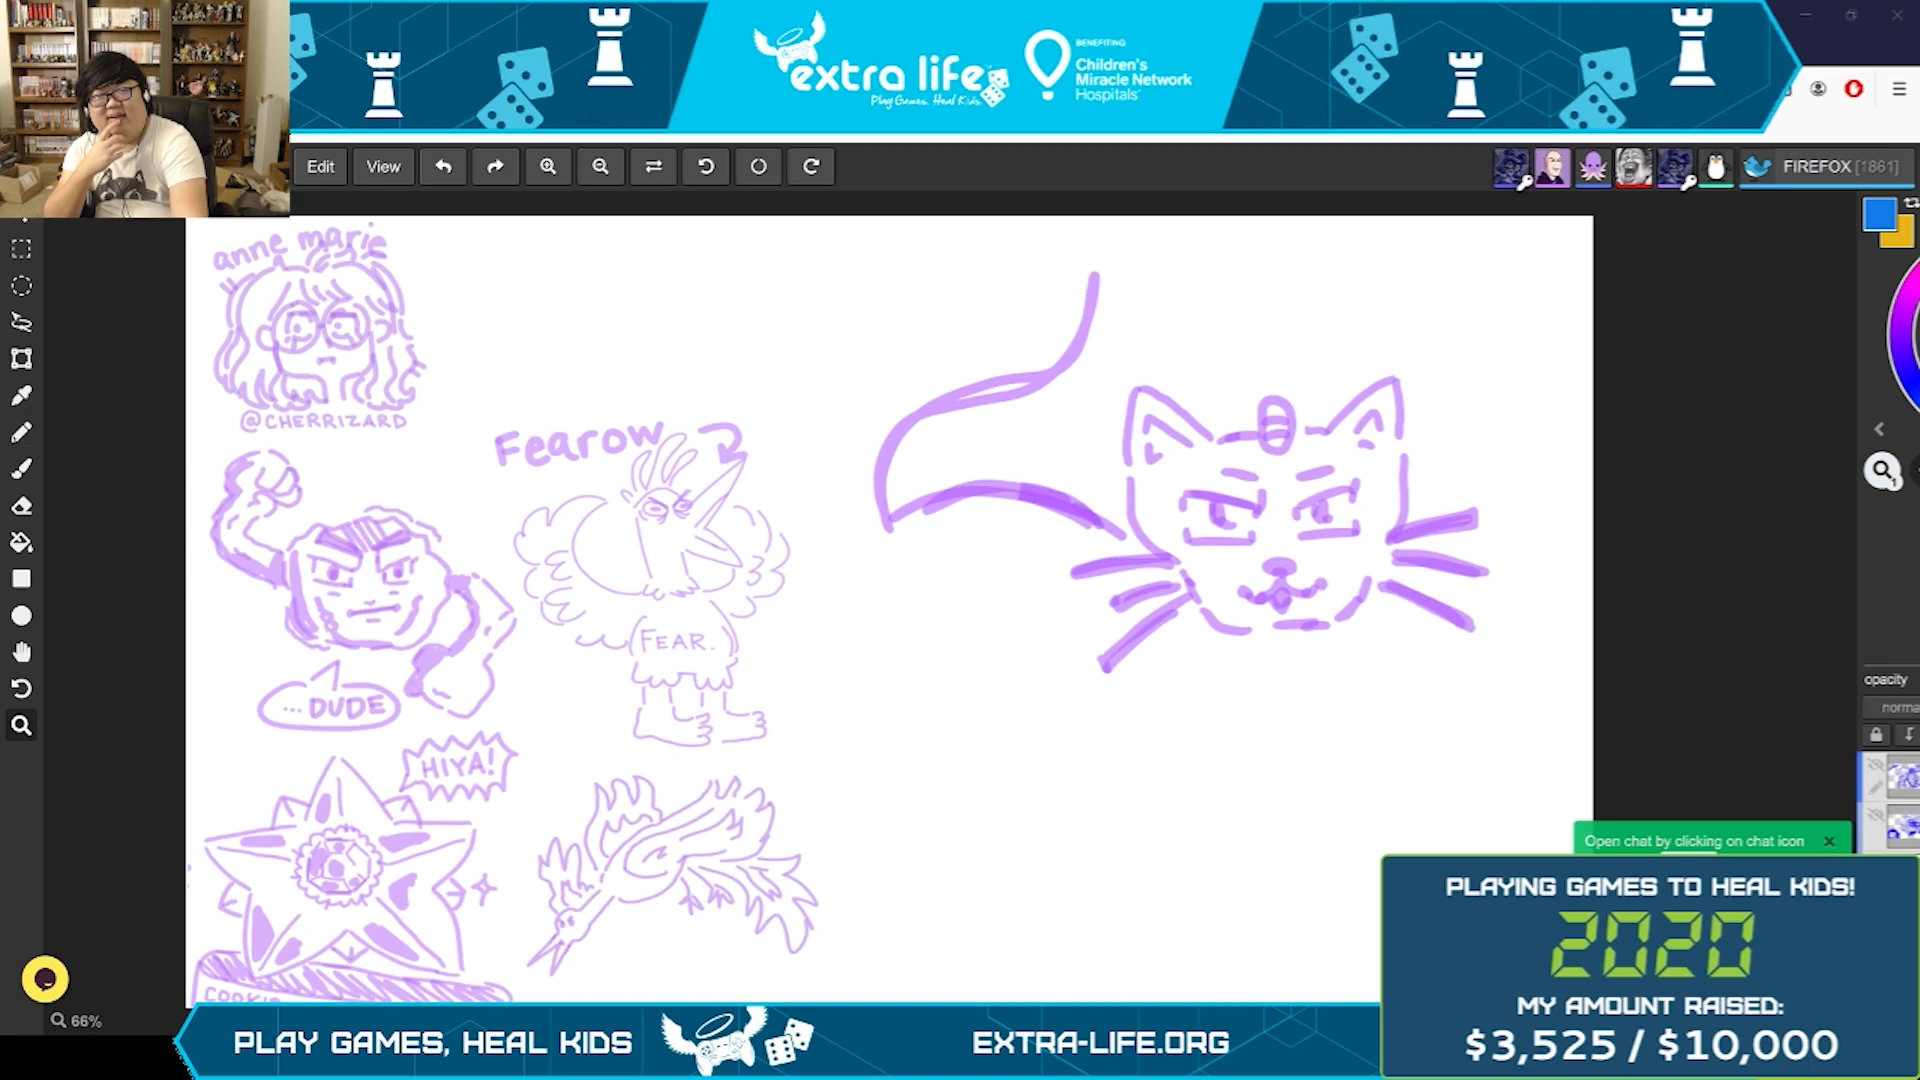 extra life
Play Games. Heal Kids.
BENEFITING
Children's
Miracle Network
Hospitals
Edit
View
FIREFOX [1861]
anne marie
@CHERRIZARD
Fearow
FEAR.
... DUDE
HIYA!
opacity
Open chat by clicking on chat icon
PLAYING GAMES TO HEAL KIDS!
2020
MY AMOUNT RAISED:
$3,525 / $10,000
66%
PLAY GAMES, HEAL KIDS
EXTRA-LIFE.ORG